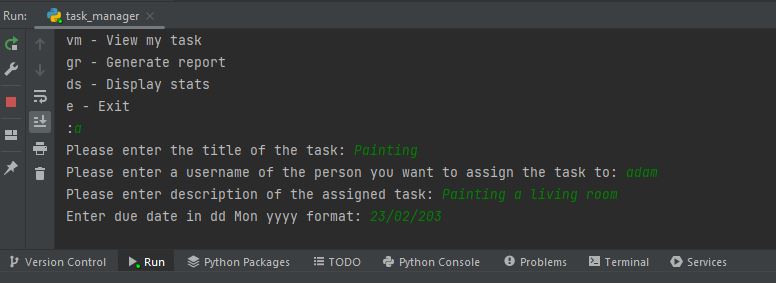 Run: task_manager
vm - View my task
gr - Generate report
ds - Display stats
e - Exit
:a
Please enter the title of the task: Painting
Please enter a username of the person you want to assign the task to: adam
Please enter description of the assigned task: Painting a living room
Enter due date in dd Mon yyyy format: 23/02/203
Version Control Run Python Packages TODO Python Console Problems Terminal Services